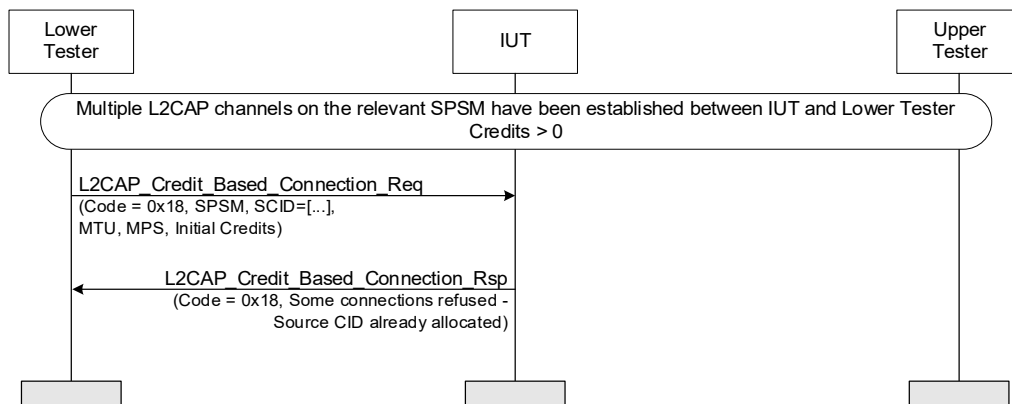 Lower
Tester
IUT
Upper
Tester
Multiple L2CAP channels on the relevant SPSM have been established between IUT and Lower Tester
Credits > 0
L2CAP_Credit_Based_Connection_Req
(Code = 0x18, SPSM, SCID=[...],
MTU, MPS, Initial Credits)
L2CAP_Credit_Based_Connection_Rsp
(Code = 0x18, Some connections refused -
Source CID already allocated)